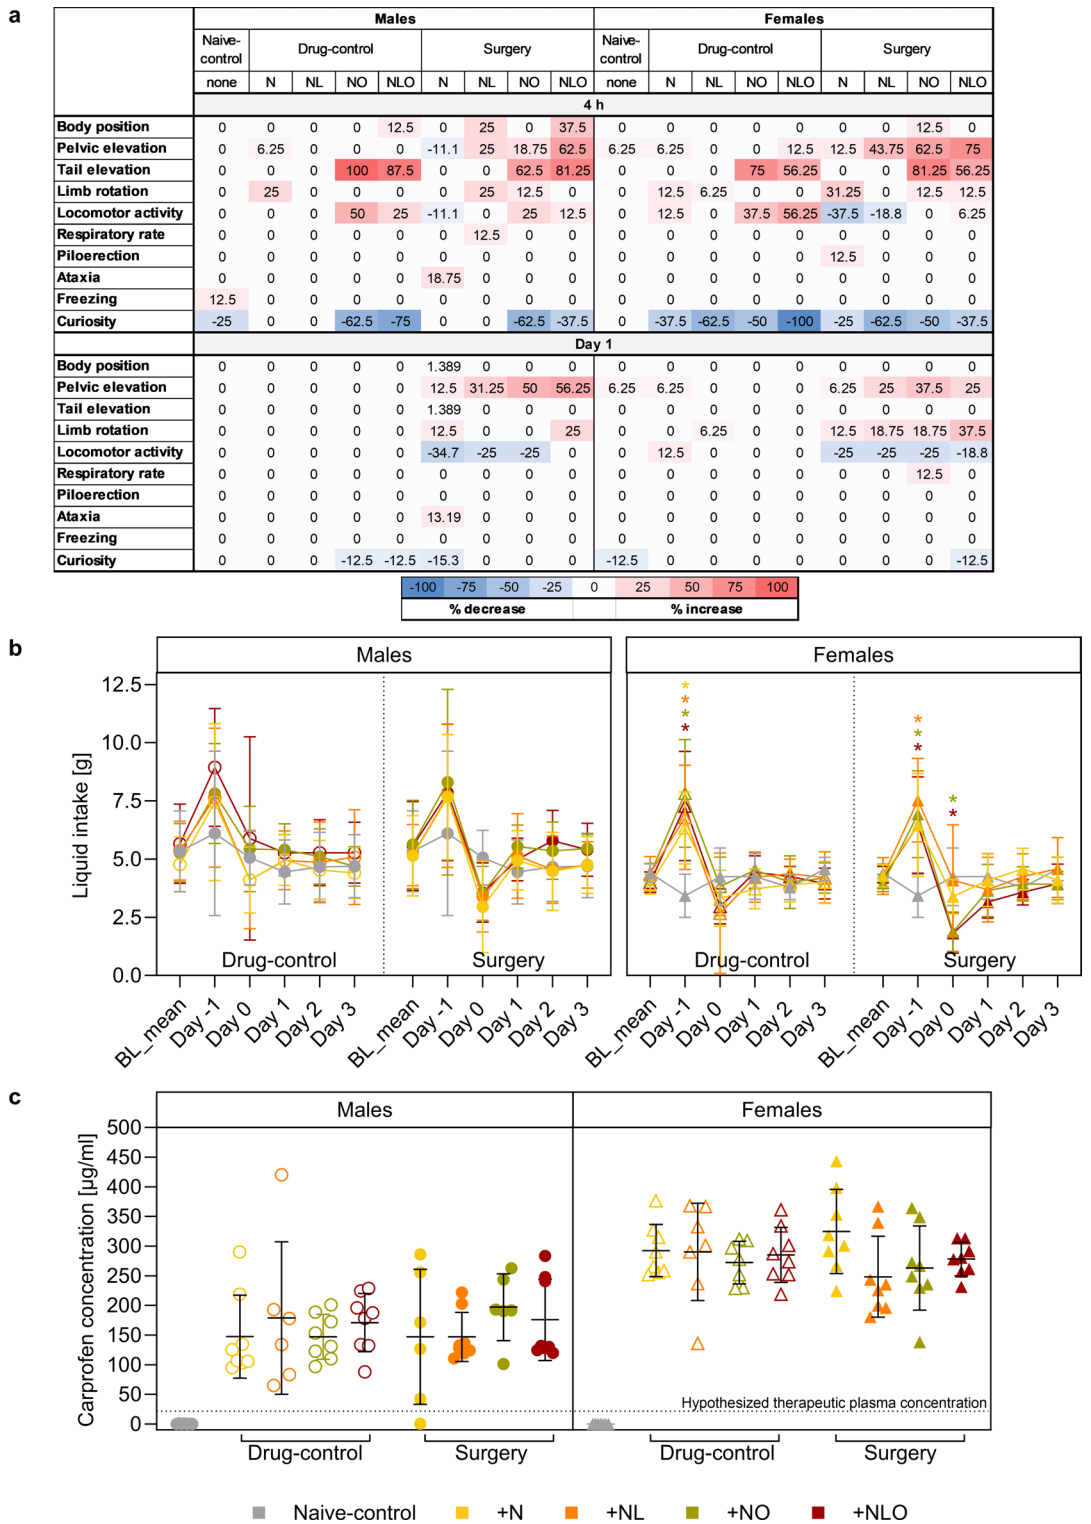 a
Males Females
Naive-control Drug-control Surgery Naive-control Drug-control Surgery
none N NL NO NLO N NL NO NLO none N NL NO NLO N NL NO NLO
4 h
Body position 0 0 0 0 12.5 0 25 0 37.5 0 0 0 0 0 0 0 12.5 0
Pelvic elevation 0 6.25 0 0 0 -11.1 25 18.75 62.5 6.25 6.25 0 0 12.5 12.5 43.75 62.5 75
Tail elevation 0 0 0 100 87.5 0 0 62.5 81.25 0 0 0 75 56.25 0 0 81.25 56.25
Limb rotation 0 25 0 0 0 0 25 12.5 0 0 12.5 6.25 0 0 31.25 0 12.5 12.5
Locomotor activity 0 0 0 50 25 -11.1 0 25 12.5 0 12.5 0 37.5 56.25 -37.5 -18.8 0 6.25
Respiratory rate 0 0 0 0 0 0 12.5 0 0 0 0 0 0 0 0 0 0 0
Piloerection 0 0 0 0 0 0 0 0 0 0 0 0 0 0 12.5 0 0 0
Ataxia 0 0 0 0 0 18.75 0 0 0 0 0 0 0 0 0 0 0 0
Freezing 12.5 0 0 0 0 0 0 0 0 0 0 0 0 0 0 0 0 0
Curiosity -25 0 0 -62.5 -75 0 0 -62.5 -37.5 0 -37.5 -62.5 -50 -100 -25 -62.5 -50 -37.5
Day 1
Body position 0 0 0 0 0 1.389 0 0 0 0 0 0 0 0 0 0 0 0
Pelvic elevation 0 0 0 0 0 12.5 31.25 50 56.25 6.25 6.25 0 0 0 6.25 25 37.5 25
Tail elevation 0 0 0 0 0 1.389 0 0 0 0 0 0 0 0 0 0 0 0
Limb rotation 0 0 0 0 0 12.5 0 0 25 0 0 6.25 0 0 12.5 18.75 18.75 37.5
Locomotor activity 0 0 0 0 0 -34.7 -25 -25 0 0 12.5 0 0 0 -25 -25 -25 -18.8
Respiratory rate 0 0 0 0 0 0 0 0 0 0 0 0 0 0 0 0 12.5 0
Piloerection 0 0 0 0 0 0 0 0 0 0 0 0 0 0 0 0 0 0
Ataxia 0 0 0 0 0 13.19 0 0 0 0 0 0 0 0 0 0 0 0
Freezing 0 0 0 0 0 0 0 0 0 0 0 0 0 0 0 0 0 0
Curiosity 0 0 0 -12.5 -12.5 -15.3 0 0 0 -12.5 0 0 0 0 0 0 0 -12.5
-100 -75 -50 -25 0 25 50 75 100
% decrease % increase
b
Males Females
Liquid intake [g]
12.5
10.0
7.5
5.0
2.5
0.0
* * * *
* * *
* *
Drug-control Surgery Drug-control Surgery
BL_mean Day -1 Day 0 Day 1 Day 2 Day 3 BL_mean Day -1 Day 0 Day 1 Day 2 Day 3 BL_mean Day -1 Day 0 Day 1 Day 2 Day 3 BL_mean Day -1 Day 0 Day 1 Day 2 Day 3
c
Males Females
Carprofen concentration [µg/ml]
500
450
400
350
300
250
200
150
100
50
0
Hypothesized therapeutic plasma concentration
Drug-control Surgery Drug-control Surgery
Naive-control +N +NL +NO +NLO